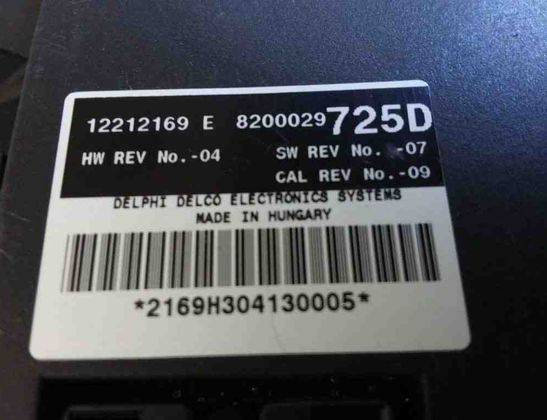 12212169 E 8200029725D
HW REV No.-04 SW REV No. -07
CAL REV No.-09
DELPHI DELCO ELECTRONICS SYSTEMS
MADE IN HUNGARY
*2169H304130005*